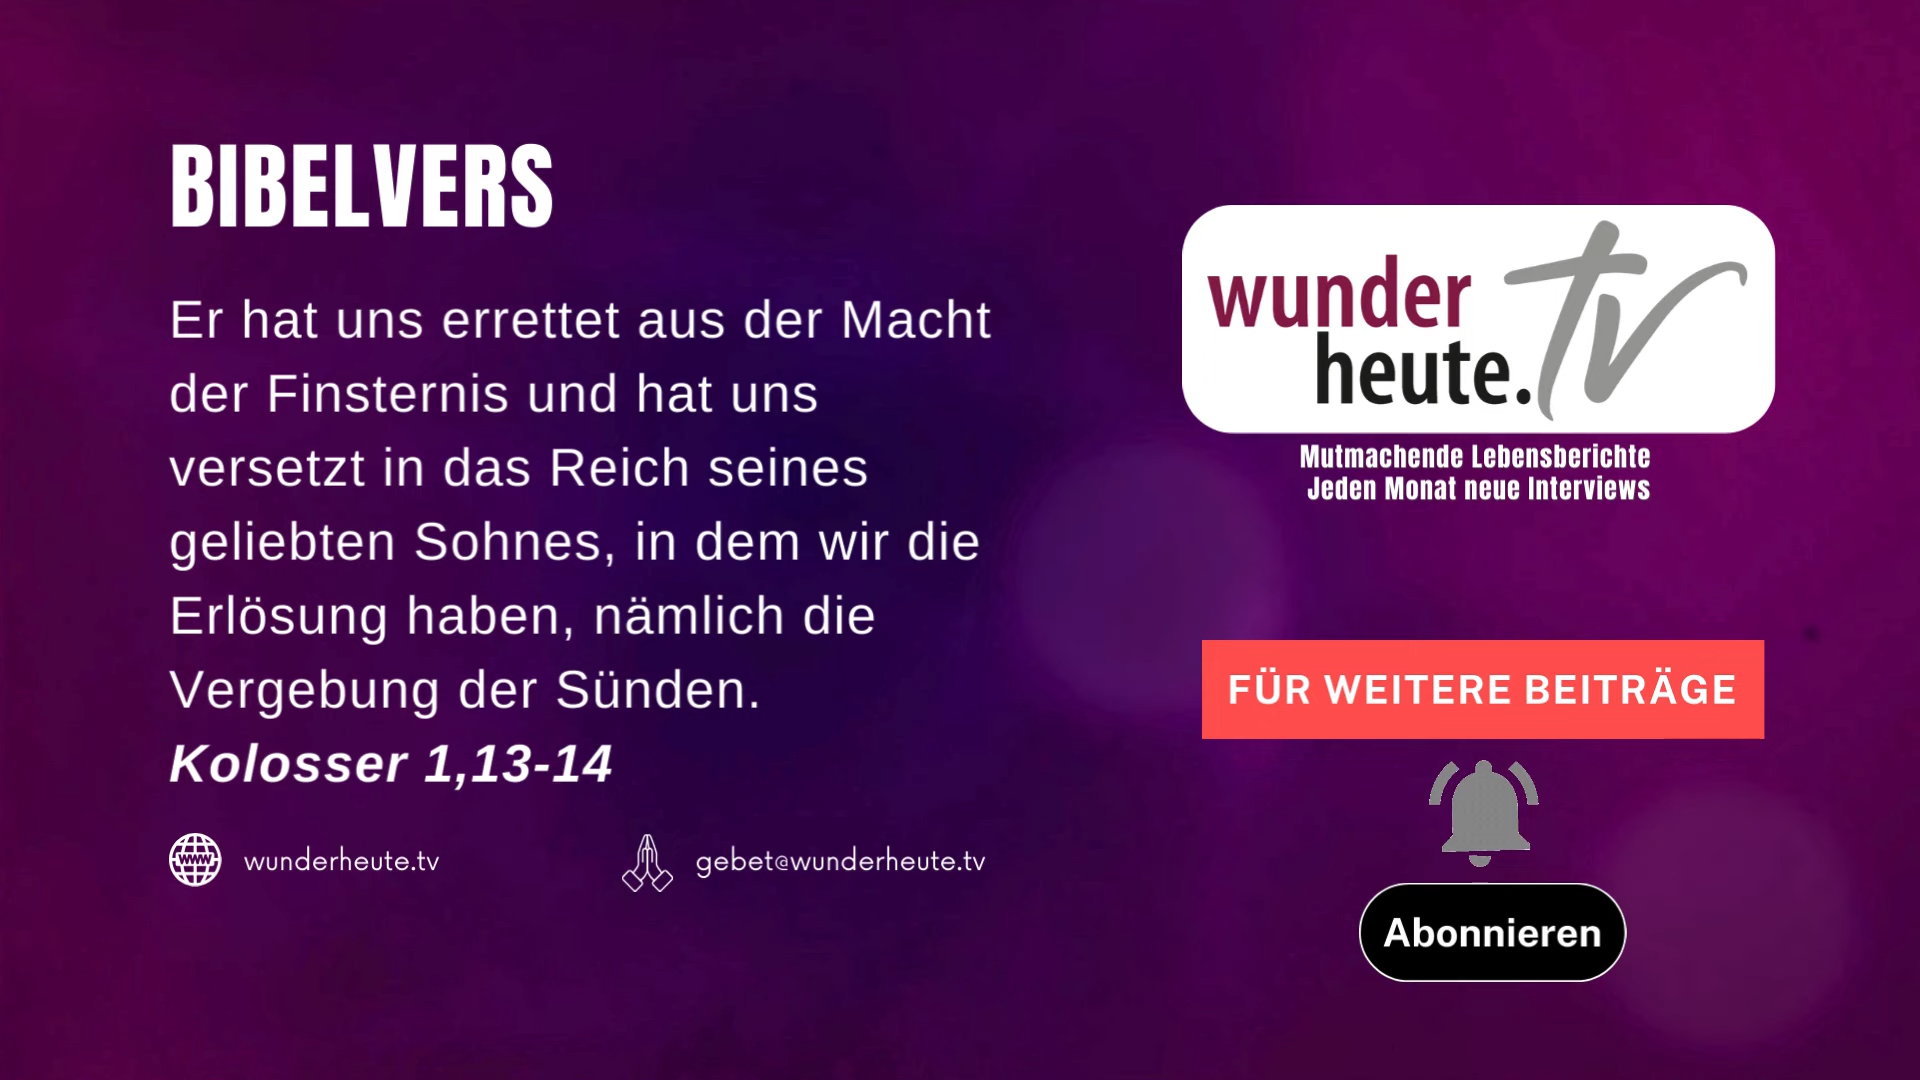 BIBELVERS
Er hat uns errettet aus der Macht
der Finsternis und hat uns
versetzt in das Reich seines
geliebten Sohnes, in dem wir die
Erlösung haben, nämlich die
Vergebung der Sünden.
Kolosser 1,13-14
www
wunderheute.tv
gebet@wunderheute.tv
wunder
heute.tv
Mutmachende Lebensberichte
Jeden Monat neue Interviews
FÜR WEITERE BEITRÄGE
Abonnieren